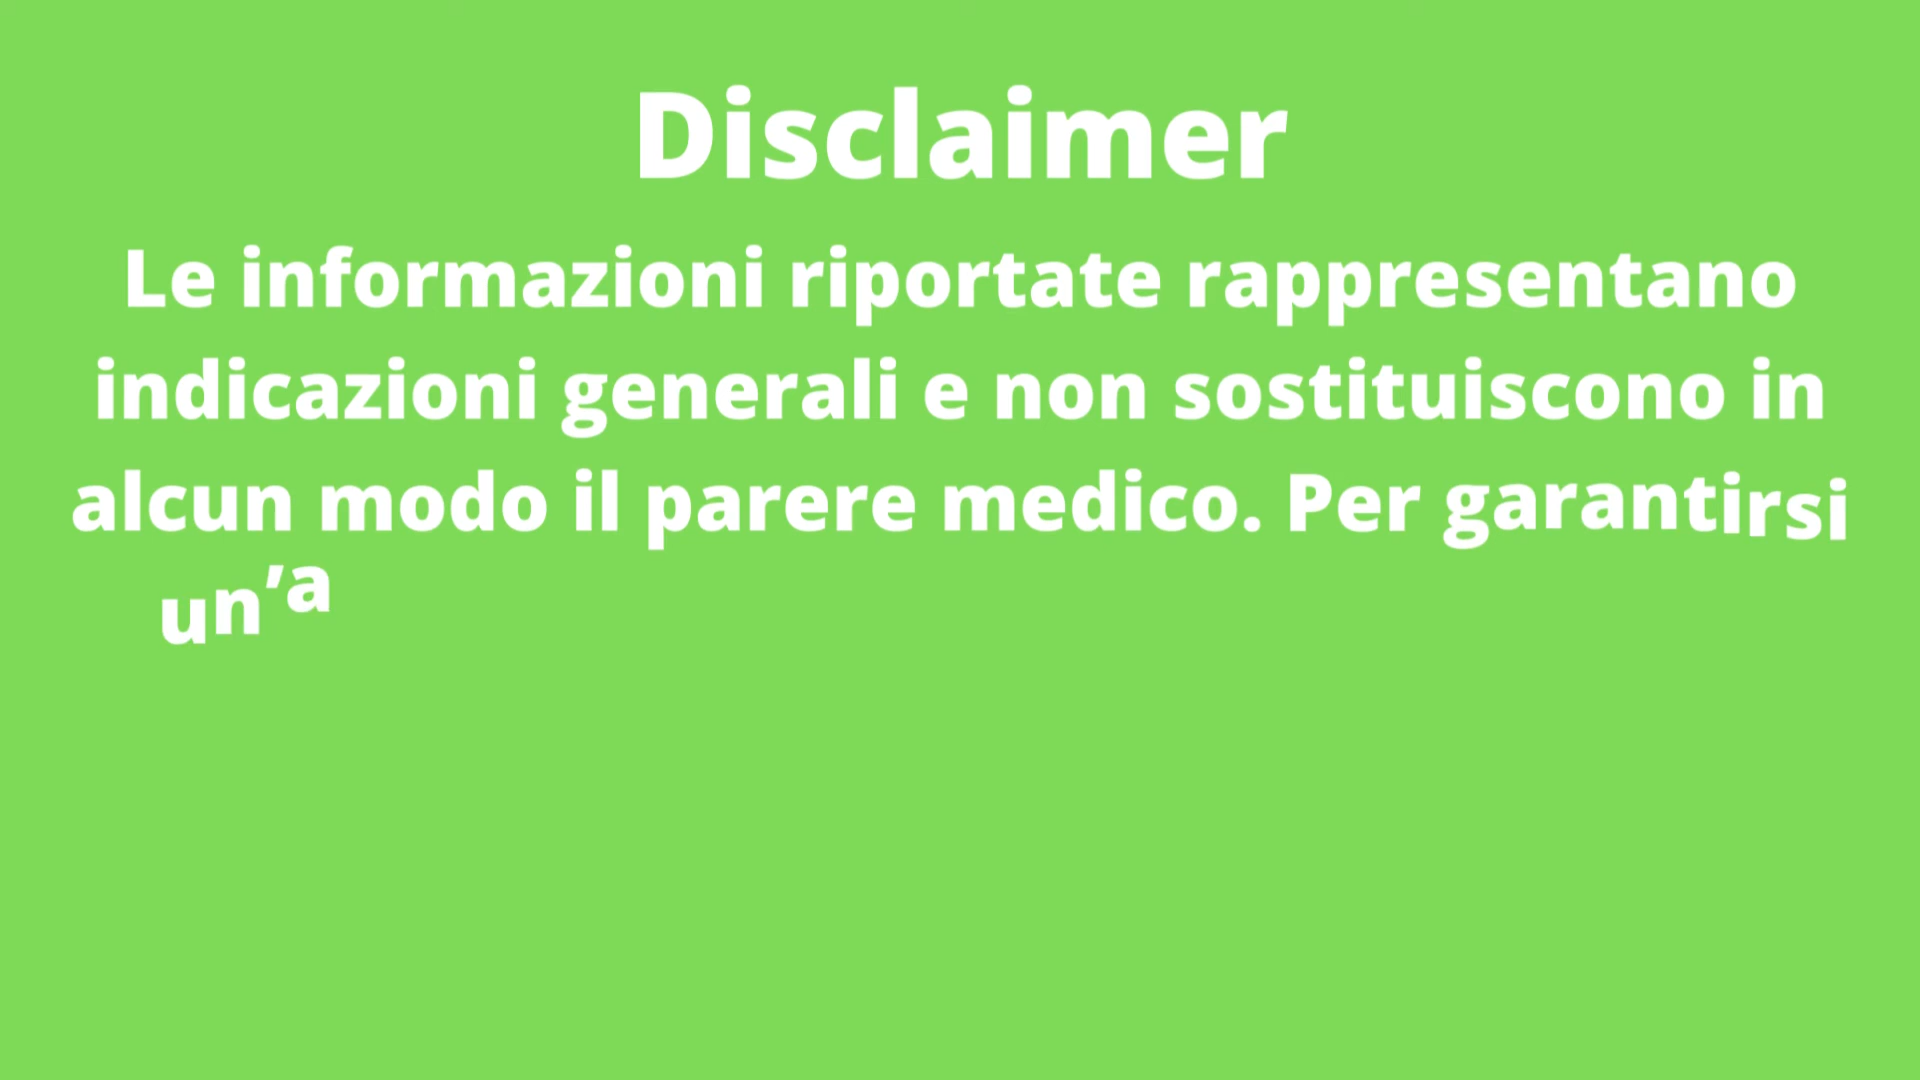 Disclaimer
Le informazioni riportate rappresentano
indicazioni generali e non sostituiscono in
alcun modo il parere medico. Per garantirsi
un’a